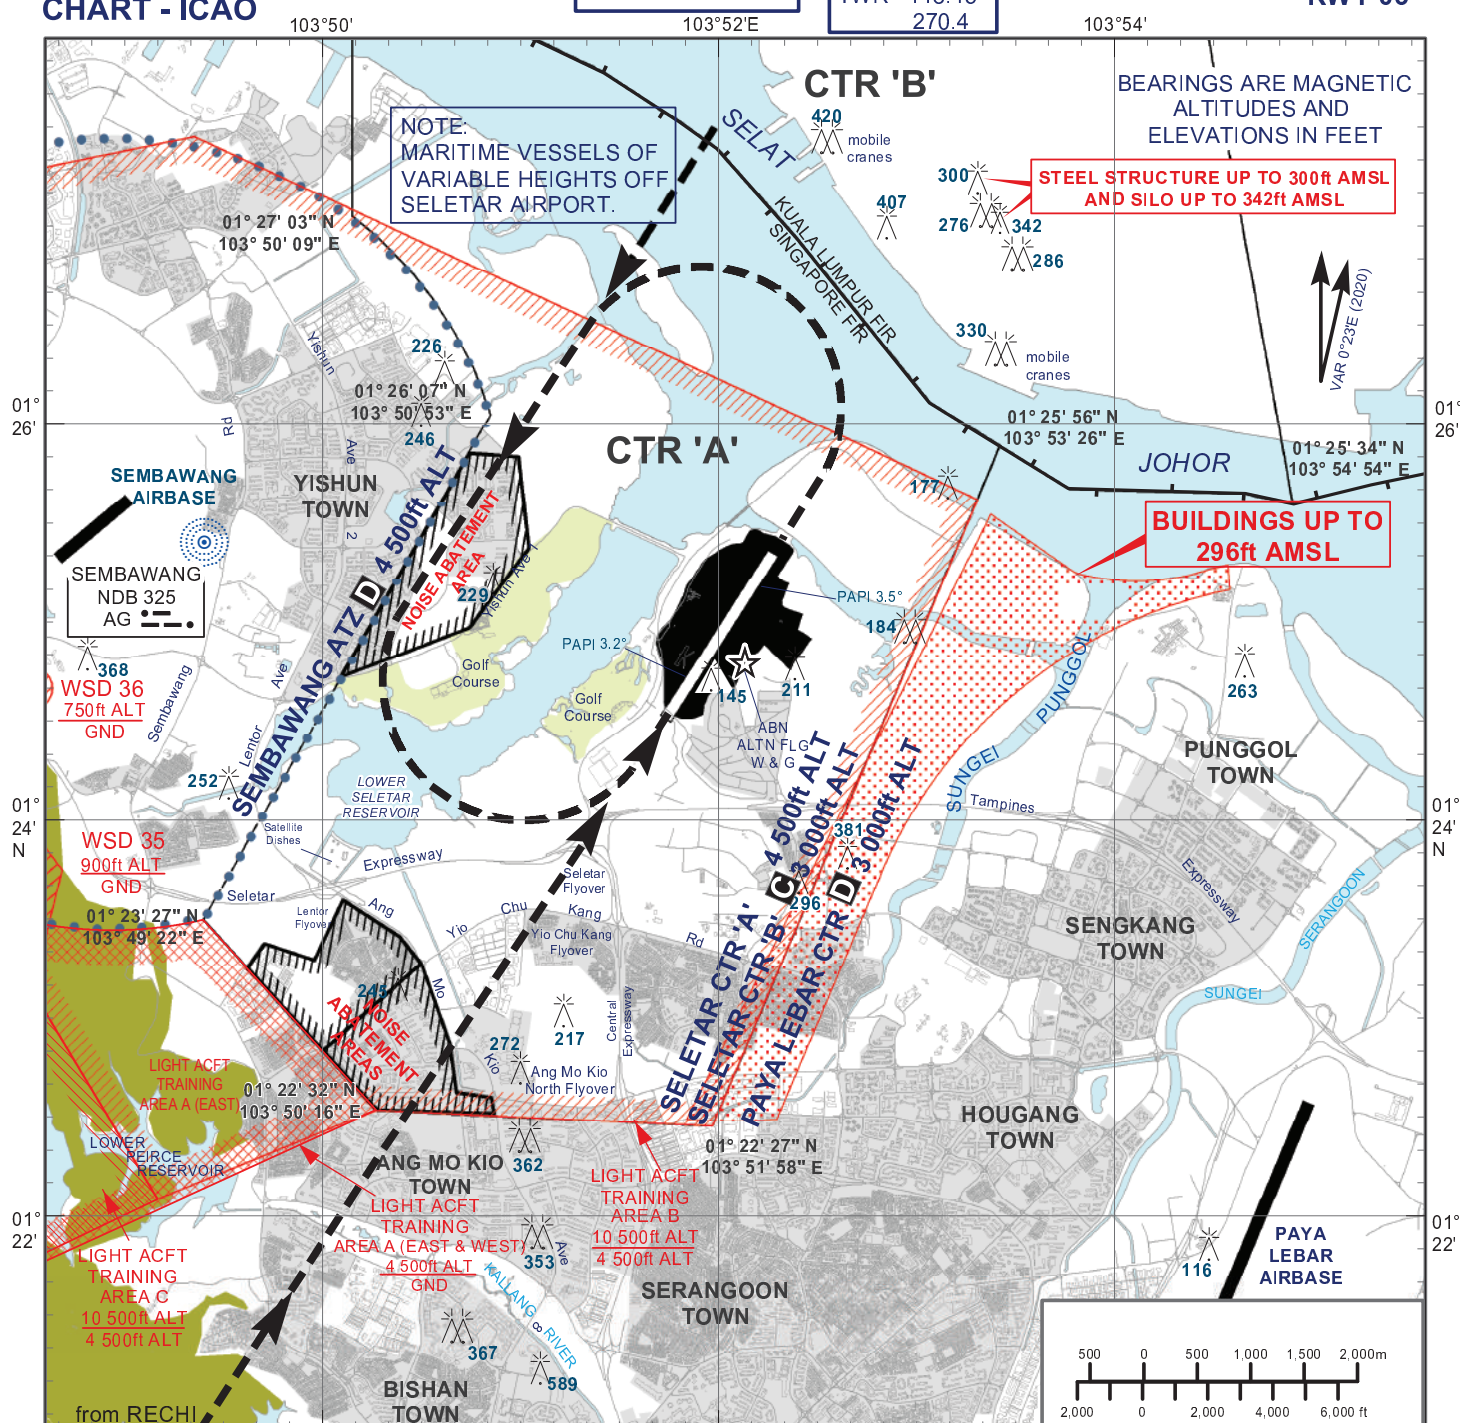 CHART - ICAO
270.4
103°50'
103°52'E
103°54'
CTR 'B'
BEARINGS ARE MAGNETIC
ALTITUDES AND
ELEVATIONS IN FEET
NOTE:
MARITIME VESSELS OF
VARIABLE HEIGHTS OFF
SELETAR AIRPORT.
SELAT
420
mobile
cranes
300
STEEL STRUCTURE UP TO 300ft AMSL
AND SILO UP TO 342ft AMSL
407
276
342
286
KUALA LUMPUR FIR
SINGAPORE FIR
01° 27' 03" N
103° 50' 09" E
VAR 0°23'E (2020)
330
mobile
cranes
Yishun
226
01° 26' 07" N
103° 50' 53" E
246
01°
26'
01°
26'
01° 25' 56" N
103° 53' 26" E
01° 25' 34" N
103° 54' 54" E
Rd
Ave
2
CTR 'A'
JOHOR
SEMBAWANG
AIRBASE
YISHUN
TOWN
177
BUILDINGS UP TO
296ft AMSL
SEMBAWANG
NDB 325
AG
NOISE ABATEMENT
AREA
229
Yishun Ave 1
SEMBAWANG ATZ D 4 500ft ALT
PAPI 3.5°
184
PAPI 3.2°
368
WSD 36
750ft ALT
GND
Sembawang
Ave
Lentor
Golf
Course
Golf
Course
145
211
ABN
ALTN FLG
W & G
263
SUNGEI
PUNGGOL
PUNGGOL
TOWN
252
LOWER
SELETAR
RESERVOIR
01°
24'
N
01°
24'
N
Tampines
Expressway
WSD 35
900ft ALT
GND
Satellite
Dishes
Seletar
Expressway
Seletar
Flyover
381
296
SELETAR CTR 'A' C 4 500ft ALT
SELETAR CTR 'B' 3 000ft ALT
PAYA LEBAR CTR D 3 000ft ALT
01° 23' 27" N
103° 49' 22" E
Lentor
Flyover
Ang
Mo
Kio
Yio
Chu
Kang
Rd
Yio Chu Kang
Flyover
SENGKANG
TOWN
SERANGOON
SUNGEI
245
NOISE
ABATEMENT
AREAS
217
272
Central
Expressway
Ang Mo Kio
North Flyover
LIGHT ACFT
TRAINING
AREA A (EAST)
01° 22' 32" N
103° 50' 16" E
HOUGANG
TOWN
LOWER
PEIRCE
RESERVOIR
01° 22' 27" N
103° 51' 58" E
ANG MO KIO
TOWN
362
LIGHT ACFT
TRAINING
AREA B
10 500ft ALT
4 500ft ALT
LIGHT ACFT
TRAINING
AREA A (EAST & WEST)
4 500ft ALT
GND
01°
22'
01°
22'
LIGHT ACFT
TRAINING
AREA C
10 500ft ALT
4 500ft ALT
353
Ave
8
KALLANG
RIVER
SERANGOON
TOWN
116
PAYA
LEBAR
AIRBASE
367
589
BISHAN
TOWN
from RECHI
500 0 500 1,000 1,500 2,000m
2,000 0 2,000 4,000 6,000 ft